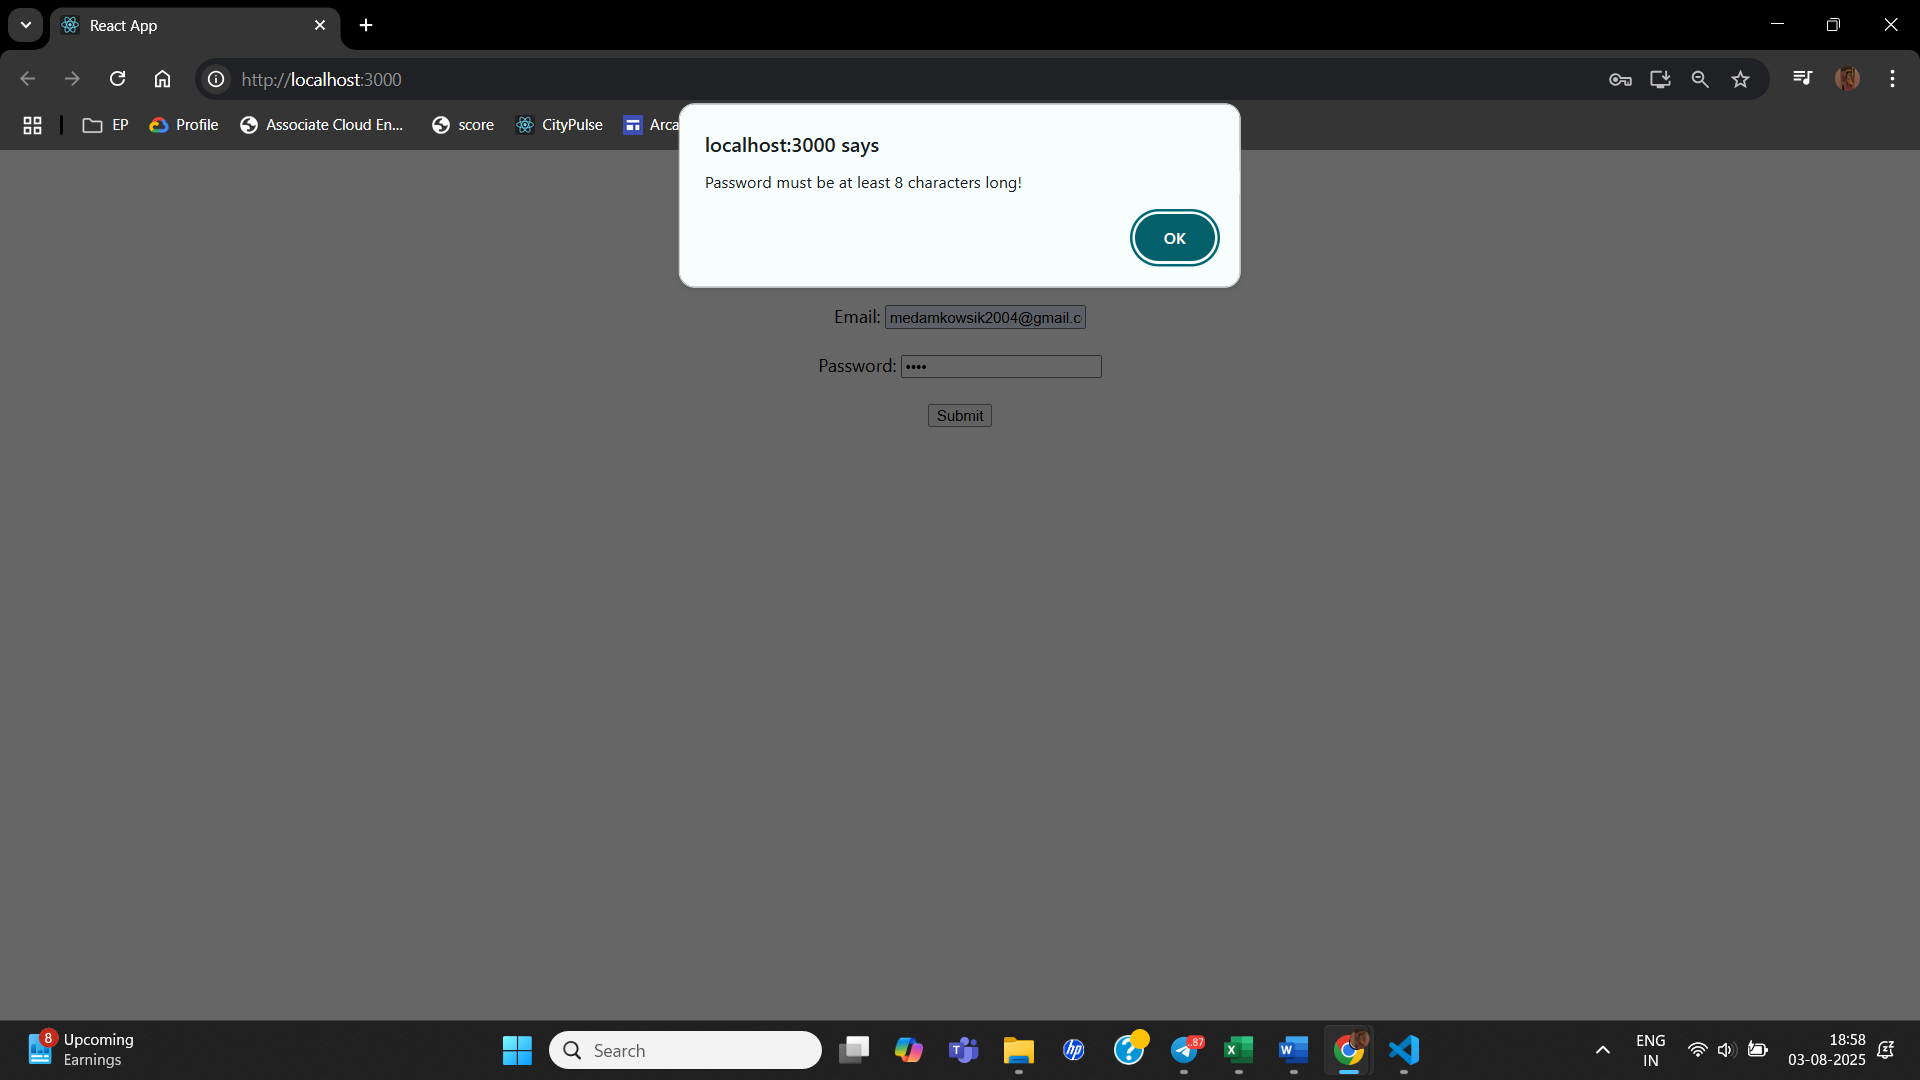 React App
http://localhost:3000
EP
Profile
Associate Cloud En...
score
CityPulse
Arca
localhost:3000 says
Password must be at least 8 characters long!
OK
Email: medamkowsik2004@gmail.c
Password: ••••
Submit
8
Upcoming
Earnings
Search
.87
ENG
IN
18:58
03-08-2025